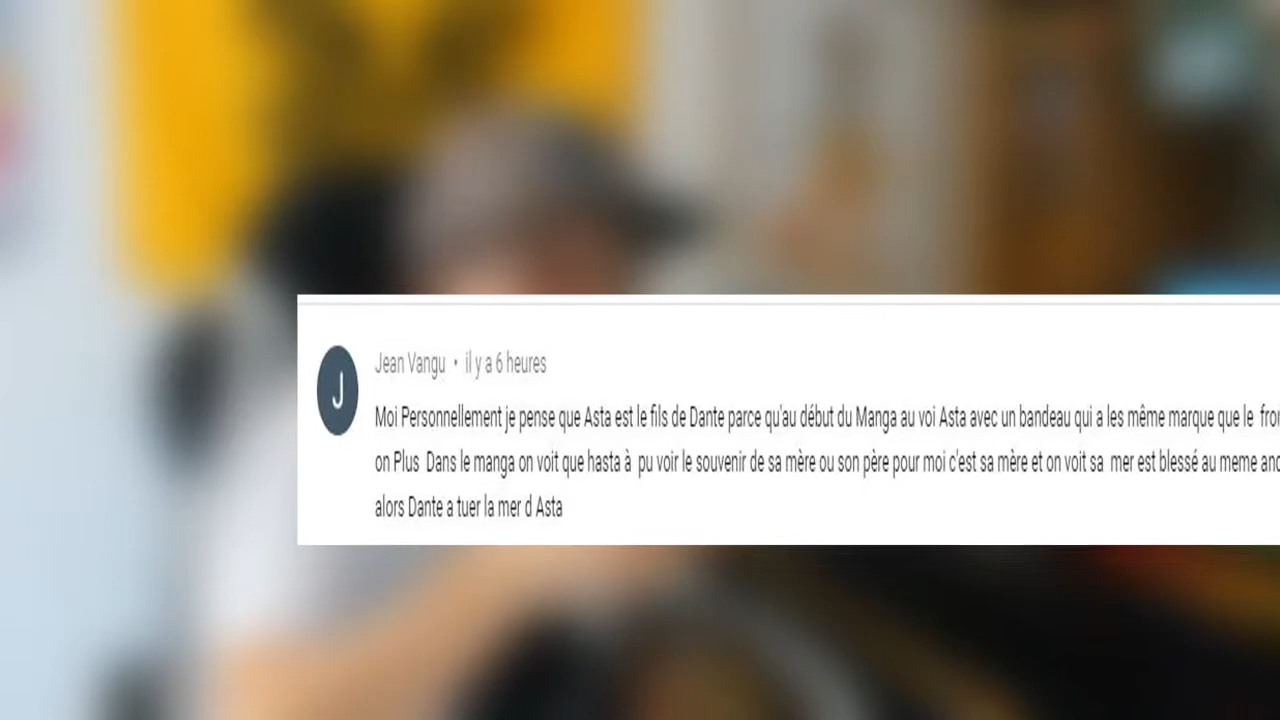 J
Jean Vangu • il y a 6 heures
Moi Personnellement je pense que Asta est le fils de Dante parce qu'au début du Manga au voi Asta avec un bandeau qui a les même marque que le
on Plus Dans le manga on voit que hasta à pu voir le souvenir de sa mère ou son père pour moi c'est sa mère et on voit sa mer est blessé au meme
alors Dante a tuer la mer d Asta